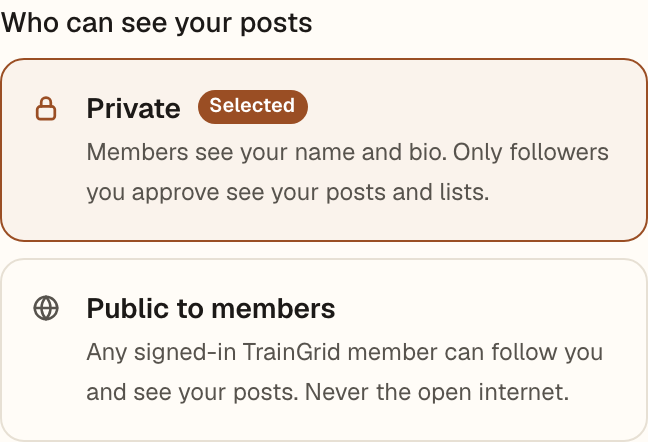 Who can see your posts
Private Selected
Members see your name and bio. Only followers
you approve see your posts and lists.
Public to members
Any signed-in TrainGrid member can follow you
and see your posts. Never the open internet.